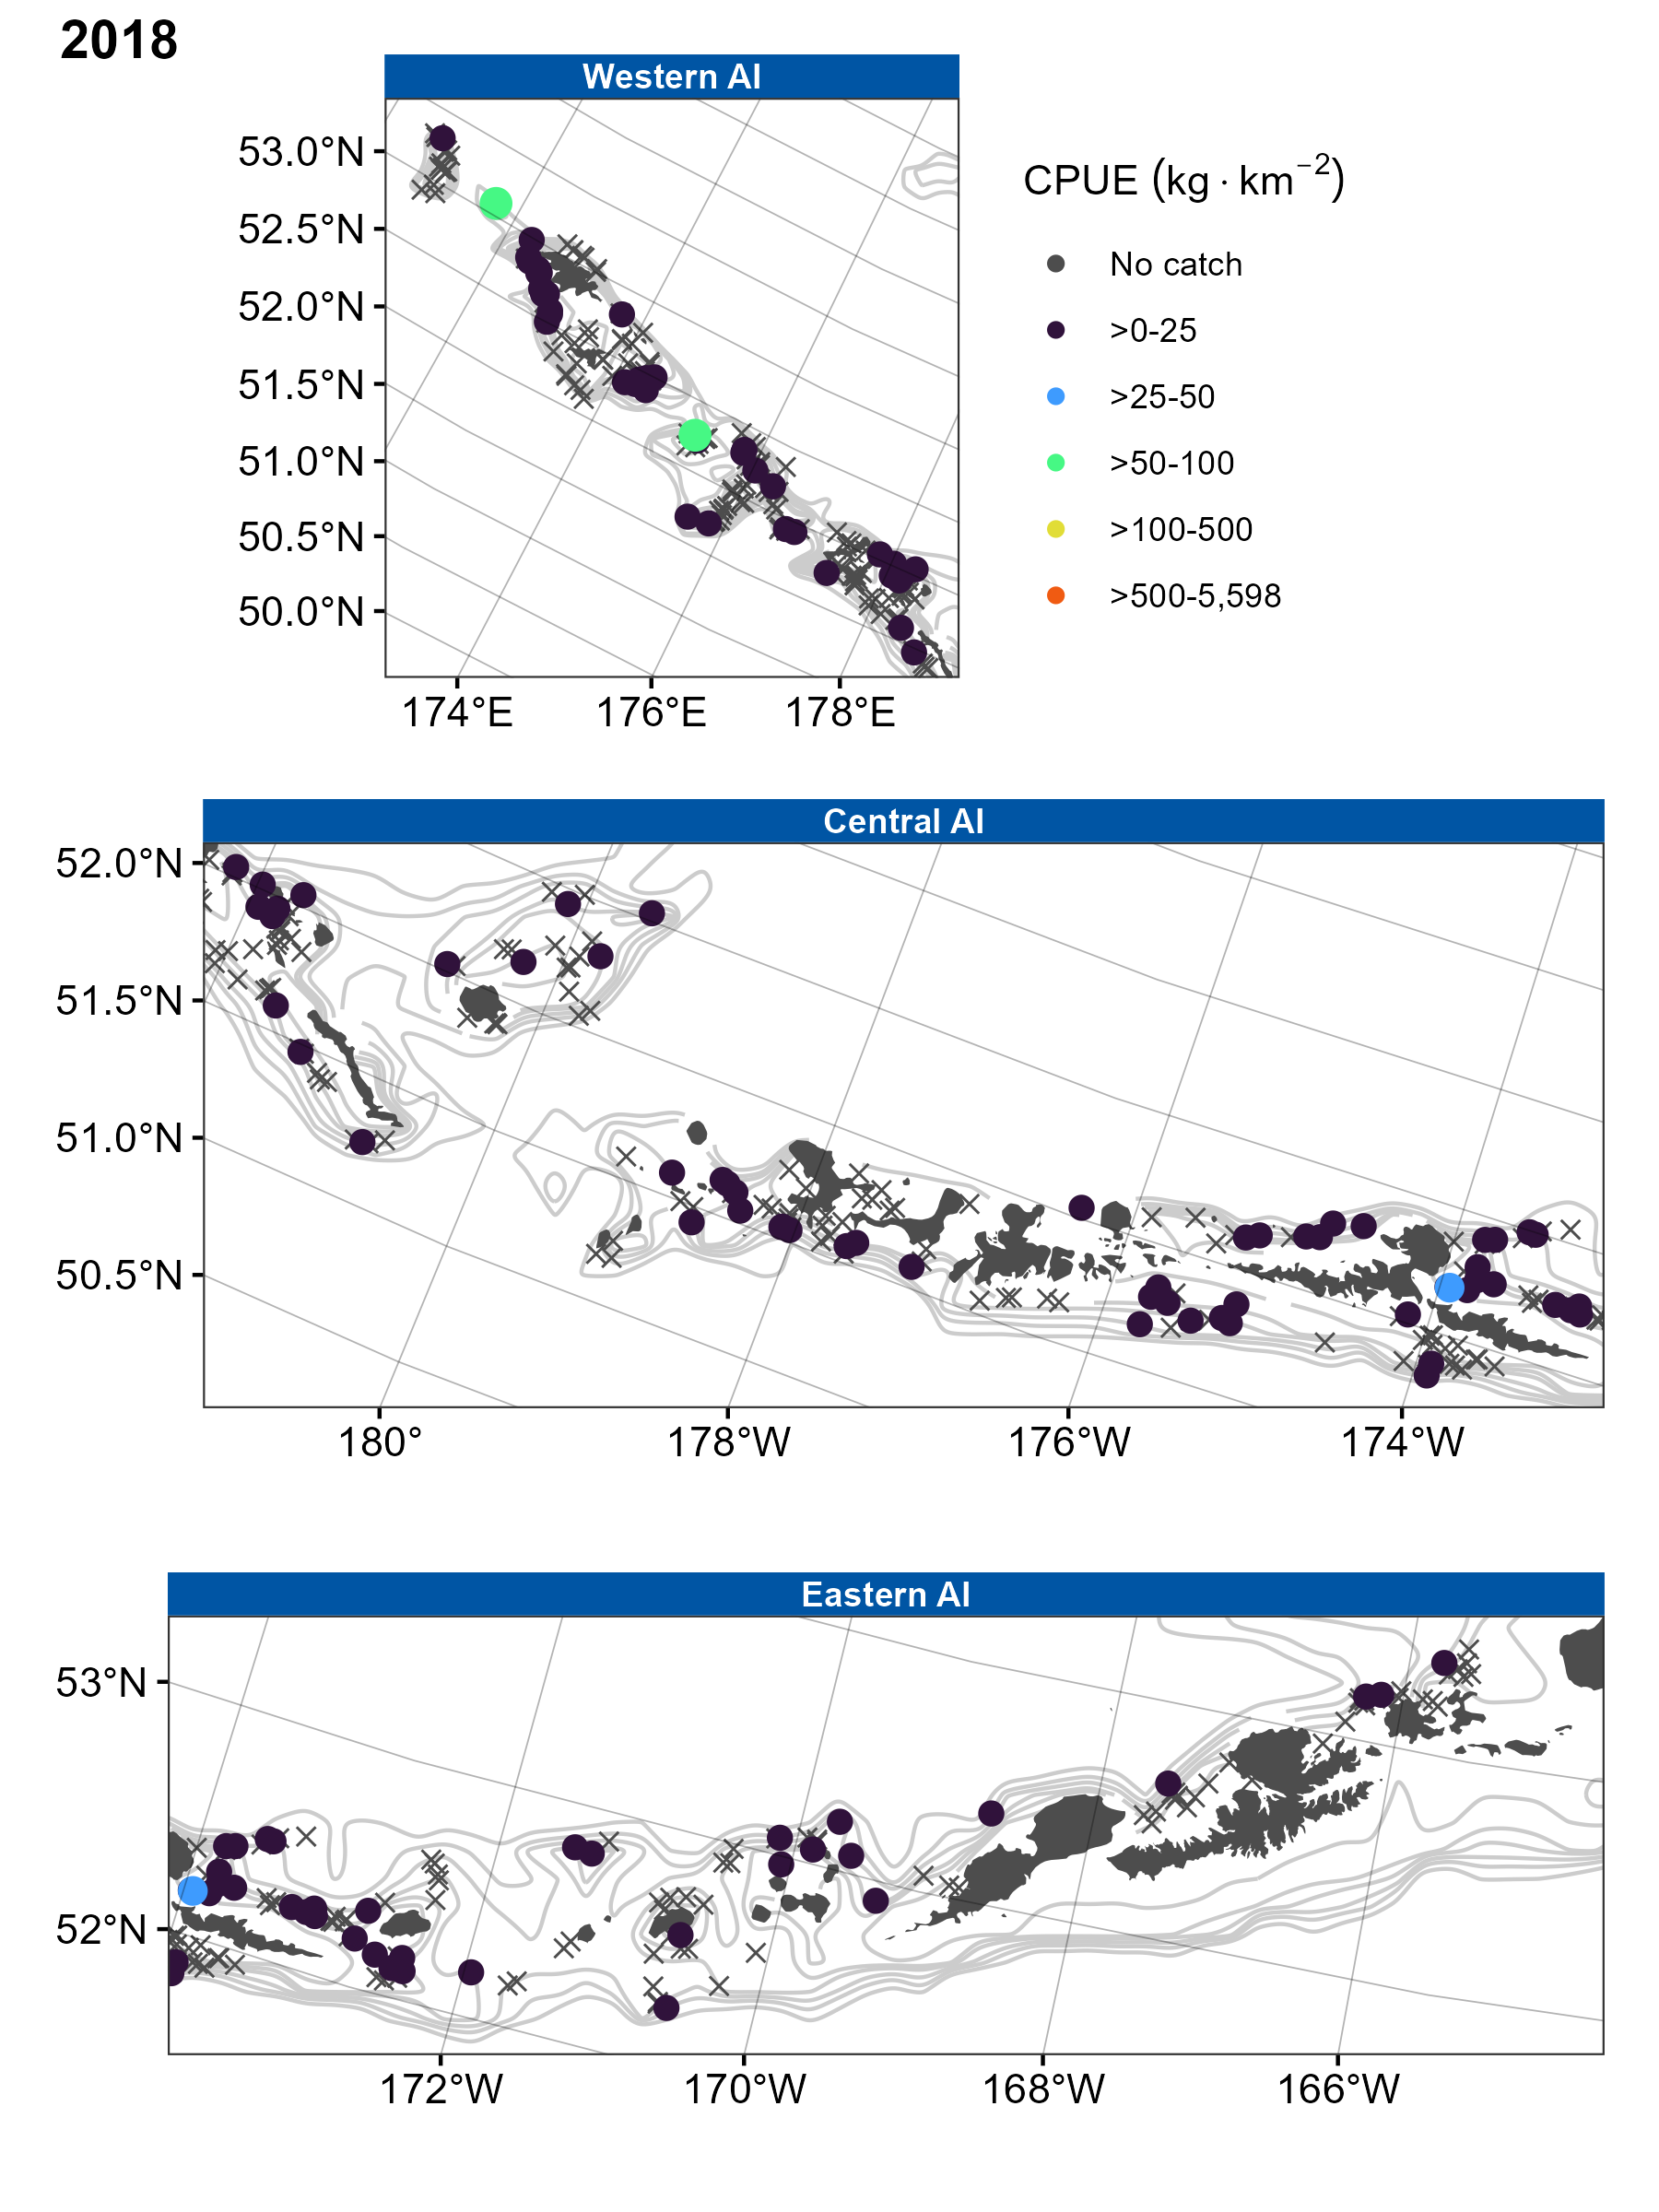 2018
Western AI
53.0°N
52.5°N
52.0°N
51.5°N
51.0°N
50.5°N
50.0°N
174°E 176°E 178°E
CPUE (kg · km⁻²)
No catch
>0-25
>25-50
>50-100
>100-500
>500-5,598
Central AI
52.0°N
51.5°N
51.0°N
50.5°N
180° 178°W 176°W 174°W
Eastern AI
53°N
52°N
172°W 170°W 168°W 166°W